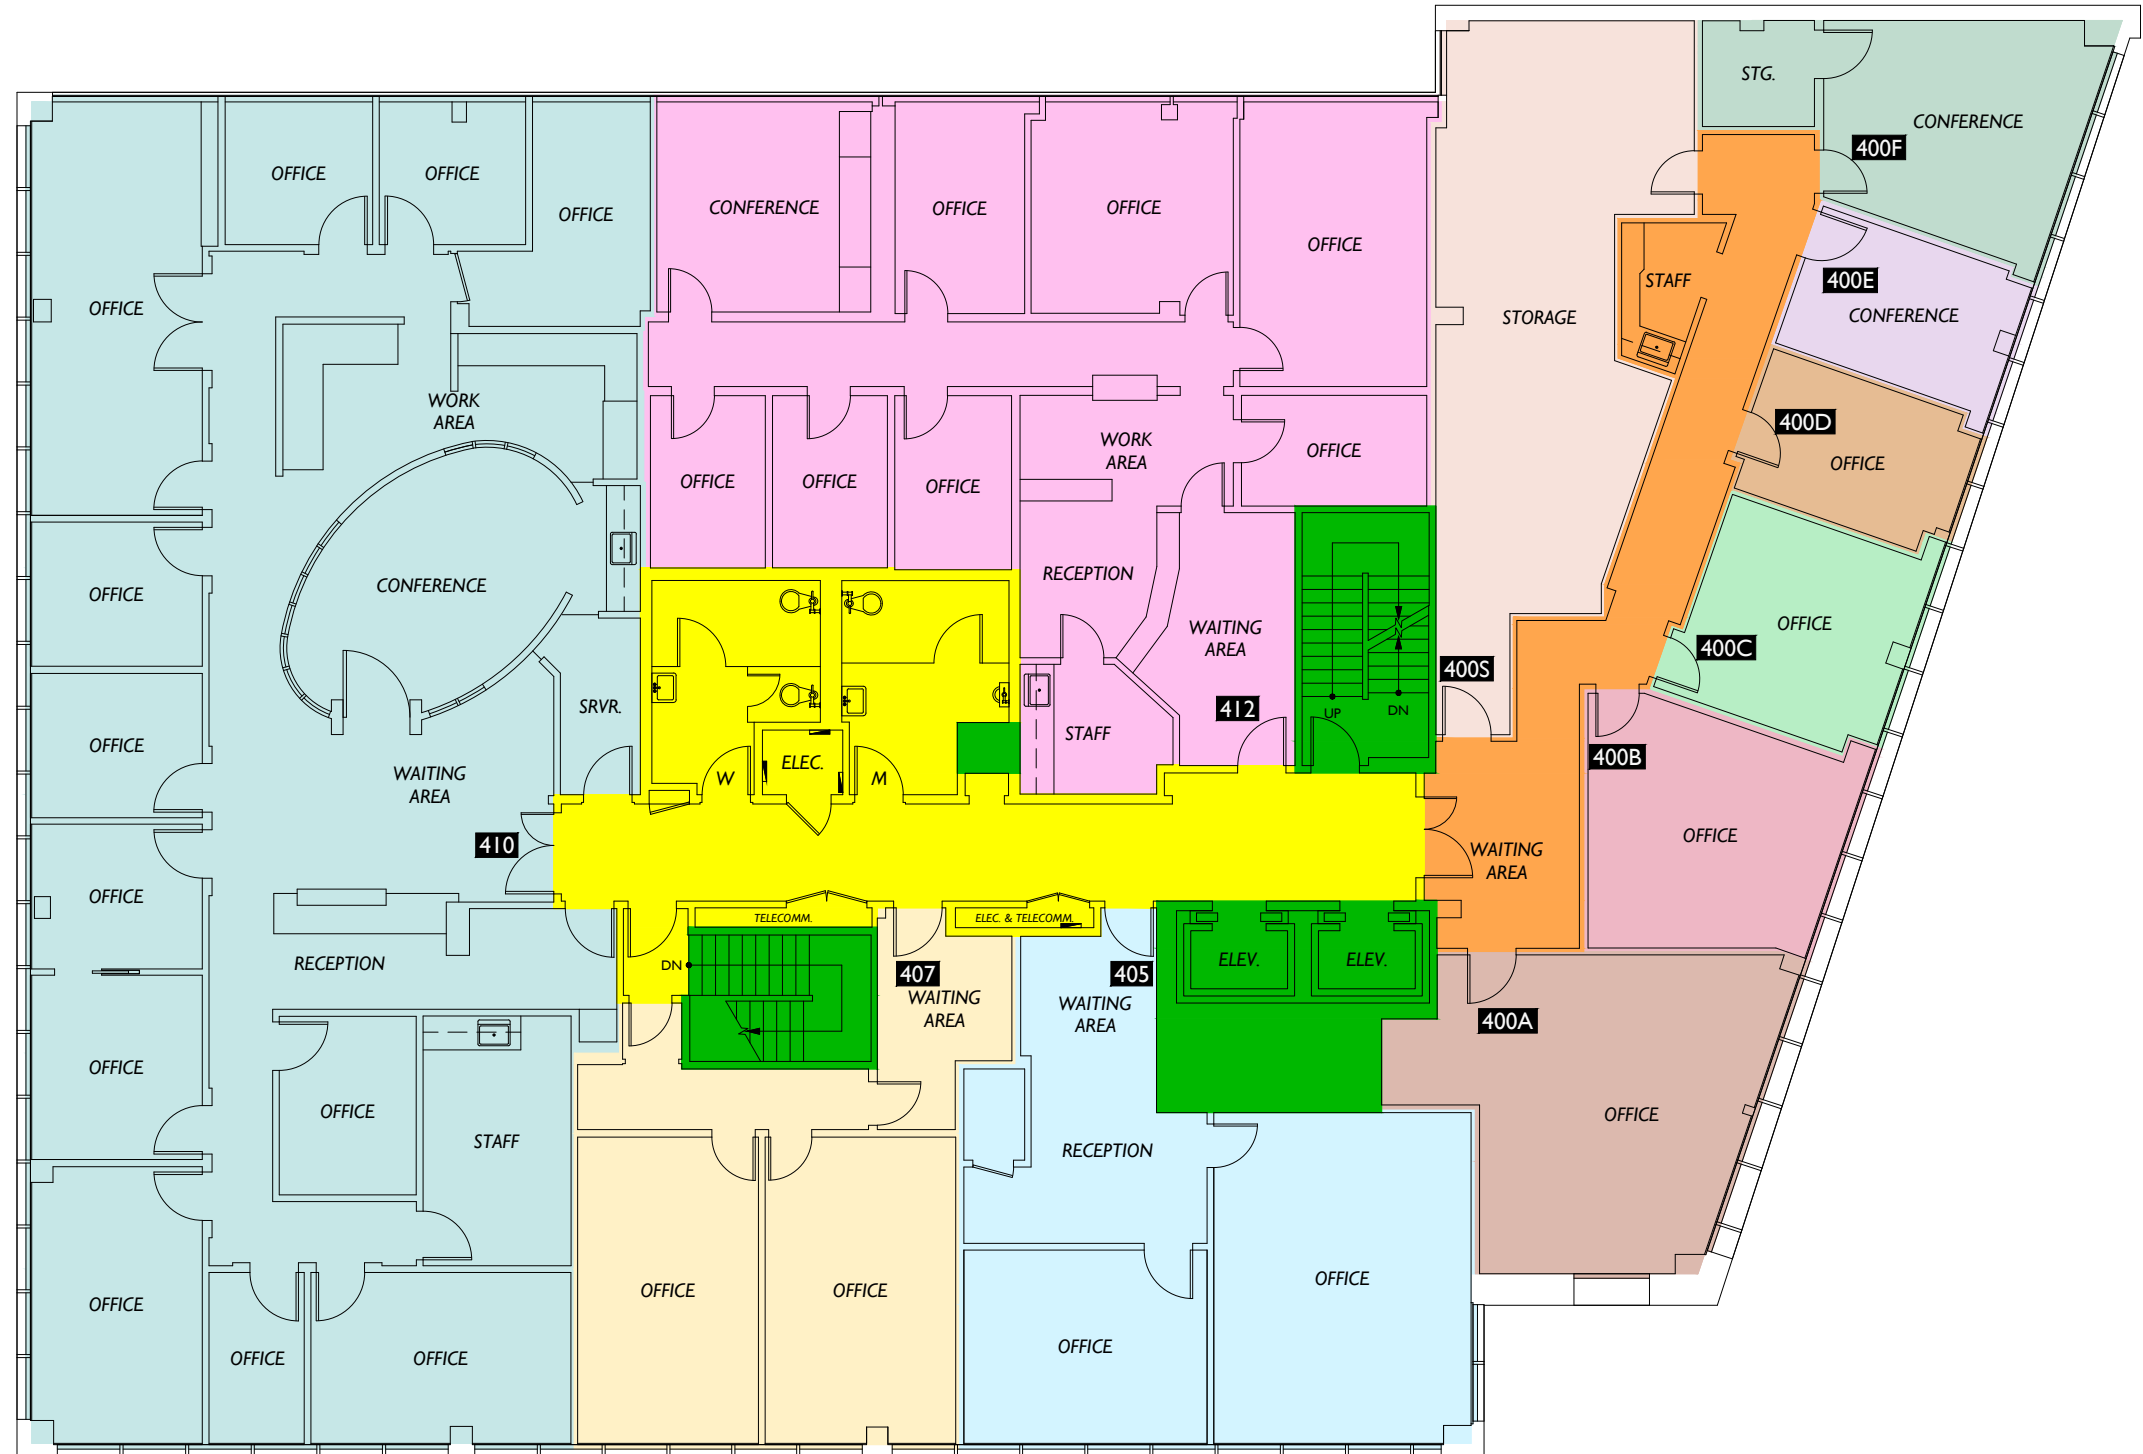 STG.
CONFERENCE
400F
OFFICE
OFFICE
OFFICE
CONFERENCE
OFFICE
OFFICE
OFFICE
STAFF
400E
CONFERENCE
OFFICE
STORAGE
WORK
AREA
400D
OFFICE
WORK
AREA
OFFICE
OFFICE
OFFICE
OFFICE
OFFICE
CONFERENCE
RECEPTION
WAITING
AREA
OFFICE
400C
400S
SRVR.
412
UP
DN
STAFF
OFFICE
WAITING
AREA
W
ELEC.
M
400B
410
WAITING
AREA
OFFICE
OFFICE
TELECOMM.
ELEC. & TELECOMM.
RECEPTION
DN
407
WAITING
AREA
405
WAITING
AREA
ELEV.
ELEV.
400A
OFFICE
OFFICE
STAFF
RECEPTION
OFFICE
OFFICE
OFFICE
OFFICE
OFFICE
OFFICE
OFFICE
OFFICE